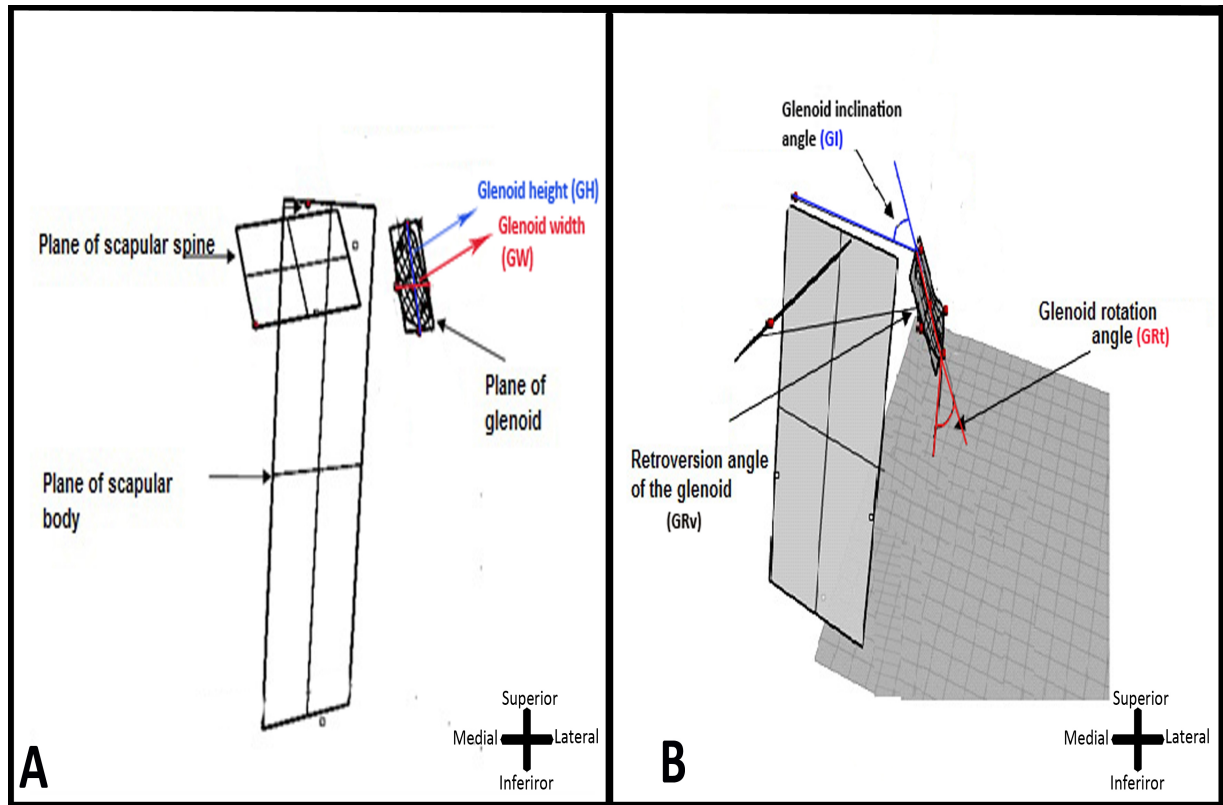 Glenoid height (GH)
Glenoid width
(GW)
Plane of scapular spine
Plane of
glenoid
Plane of scapular
body
Superior
Medial
Lateral
Inferiror
A
Glenoid inclination
angle (GI)
Glenoid rotation
angle (GRt)
Retroversion angle
of the glenoid
(GRv)
Superior
Medial
Lateral
Inferiror
B